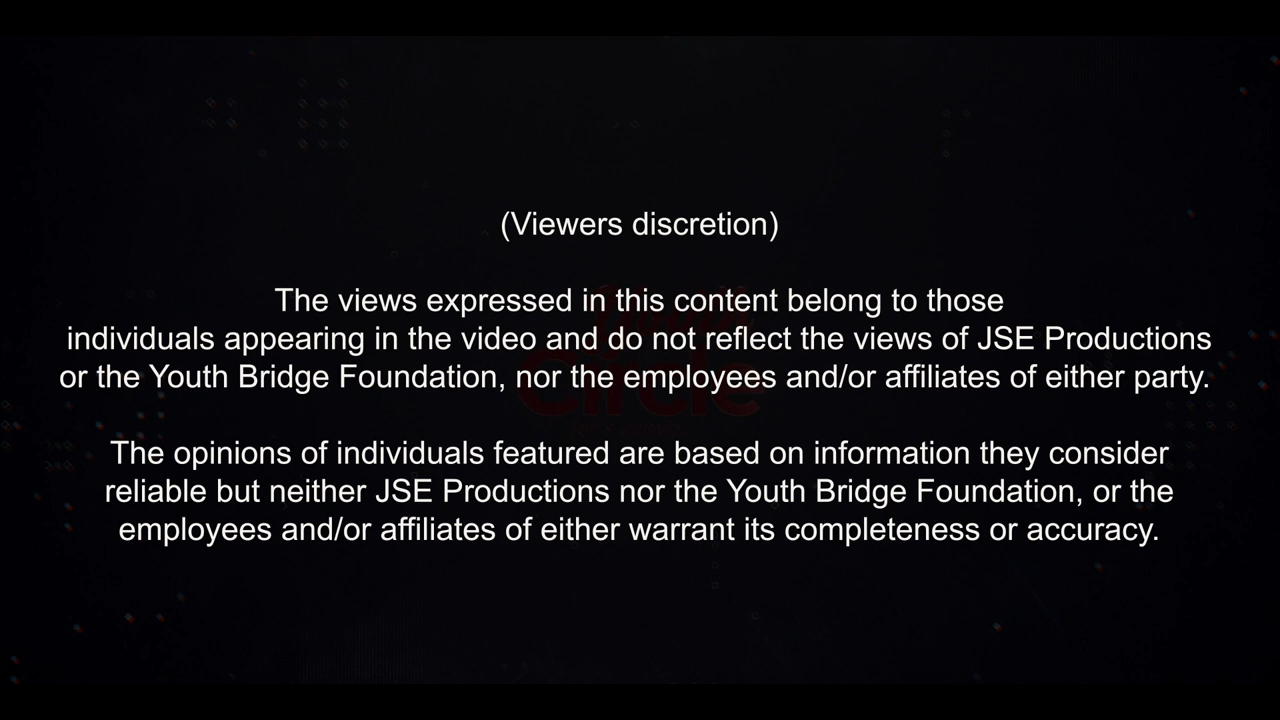 (Viewers discretion)
The views expressed in this content belong to those
individuals appearing in the video and do not reflect the views of JSE Productions
or the Youth Bridge Foundation, nor the employees and/or affiliates of either party.
Circle
The opinions of individuals featured are based on information they consider
reliable but neither JSE Productions nor the Youth Bridge Foundation, or the
employees and/or affiliates of either warrant its completeness or accuracy.